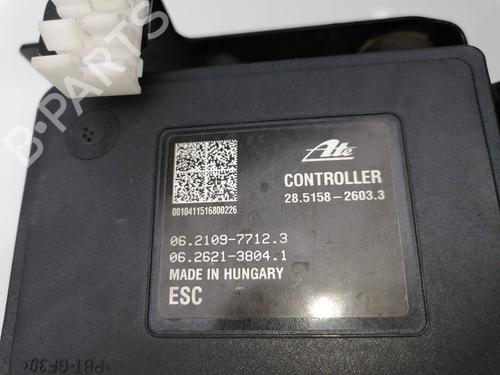 Ate
CONTROLLER
28.5158-2603.3
0010411516800226
06.2109-7712.3
06.2621-3804.1
MADE IN HUNGARY
ESC
>PBT-GF30<
B-PARTS